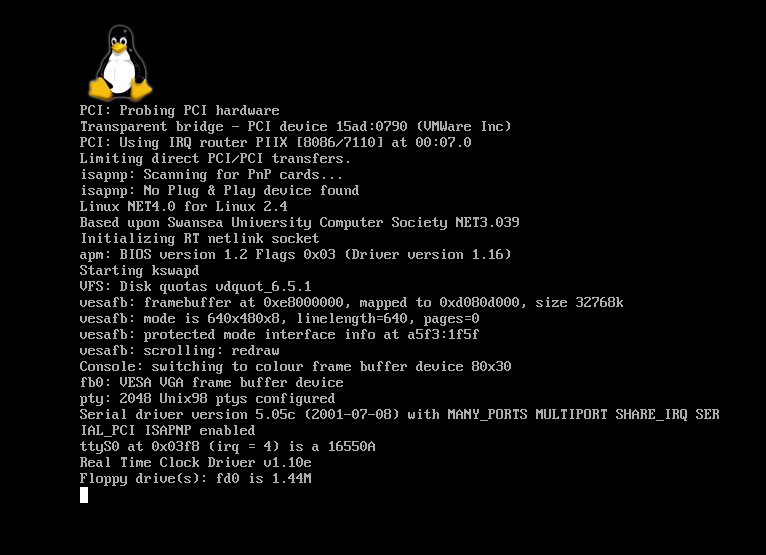 PCI: Probing PCI hardware
Transparent bridge - PCI device 15ad:0790 (VMWare Inc)
PCI: Using IRQ router PIIX [8086/7110] at 00:07.0
Limiting direct PCI/PCI transfers.
isapnp: Scanning for PnP cards...
isapnp: No Plug & Play device found
Linux NET4.0 for Linux 2.4
Based upon Swansea University Computer Society NET3.039
Initializing RT netlink socket
apm: BIOS version 1.2 Flags 0x03 (Driver version 1.16)
Starting kswapd
VFS: Disk quotas vdquot_6.5.1
vesafb: framebuffer at 0xe8000000, mapped to 0xd080d000, size 32768k
vesafb: mode is 640x480x8, linelength=640, pages=0
vesafb: protected mode interface info at a5f3:1f5f
vesafb: scrolling: redraw
Console: switching to colour frame buffer device 80x30
fb0: VESA VGA frame buffer device
pty: 2048 Unix98 ptys configured
Serial driver version 5.05c (2001-07-08) with MANY_PORTS MULTIPORT SHARE_IRQ SER
IAL_PCI ISAPNP enabled
ttyS0 at 0x03f8 (irq = 4) is a 16550A
Real Time Clock Driver v1.10e
Floppy drive(s): fd0 is 1.44M